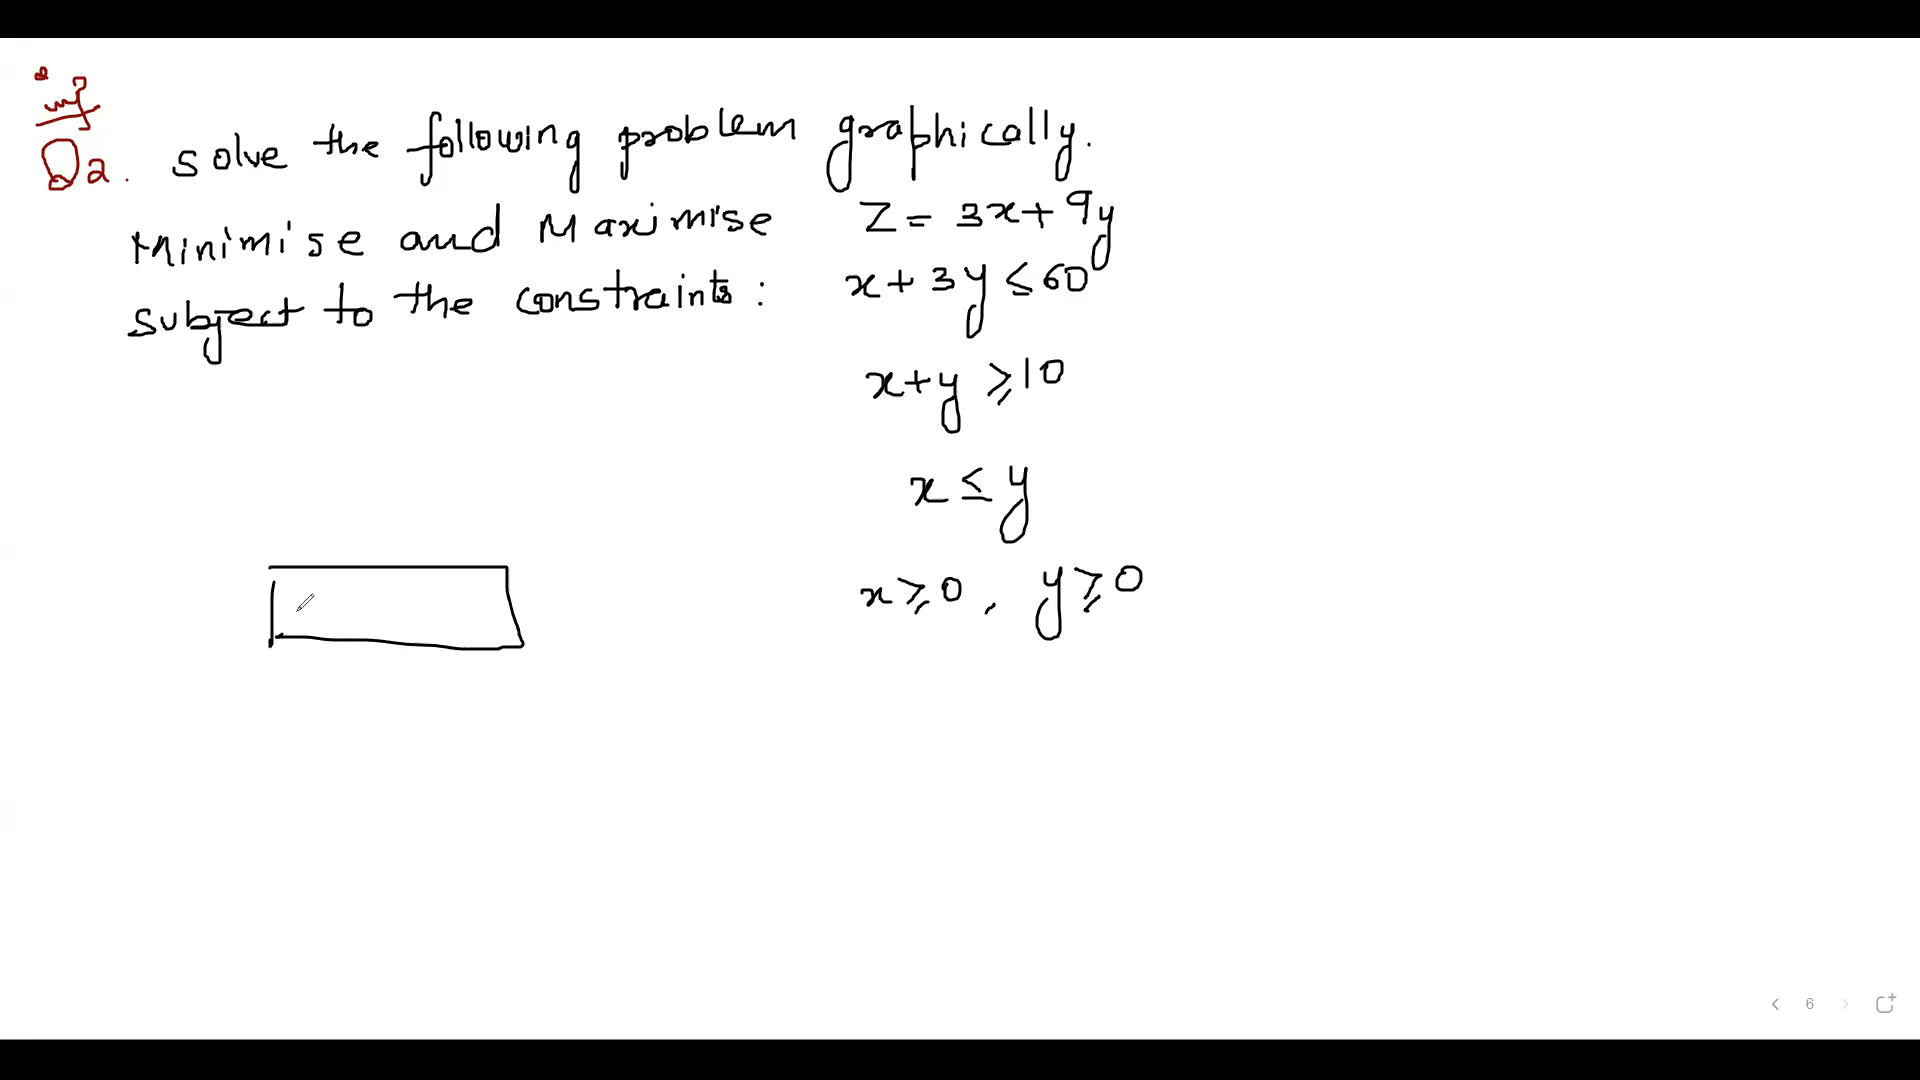 imp
Q2. Solve the following problem graphically.
Minimise and Maximise Z = 3x + 9y
subject to the constraints : x + 3y ≤ 60
x + y ⩾ 10
x ≤ y
x ⩾ 0 , y ⩾ 0
6